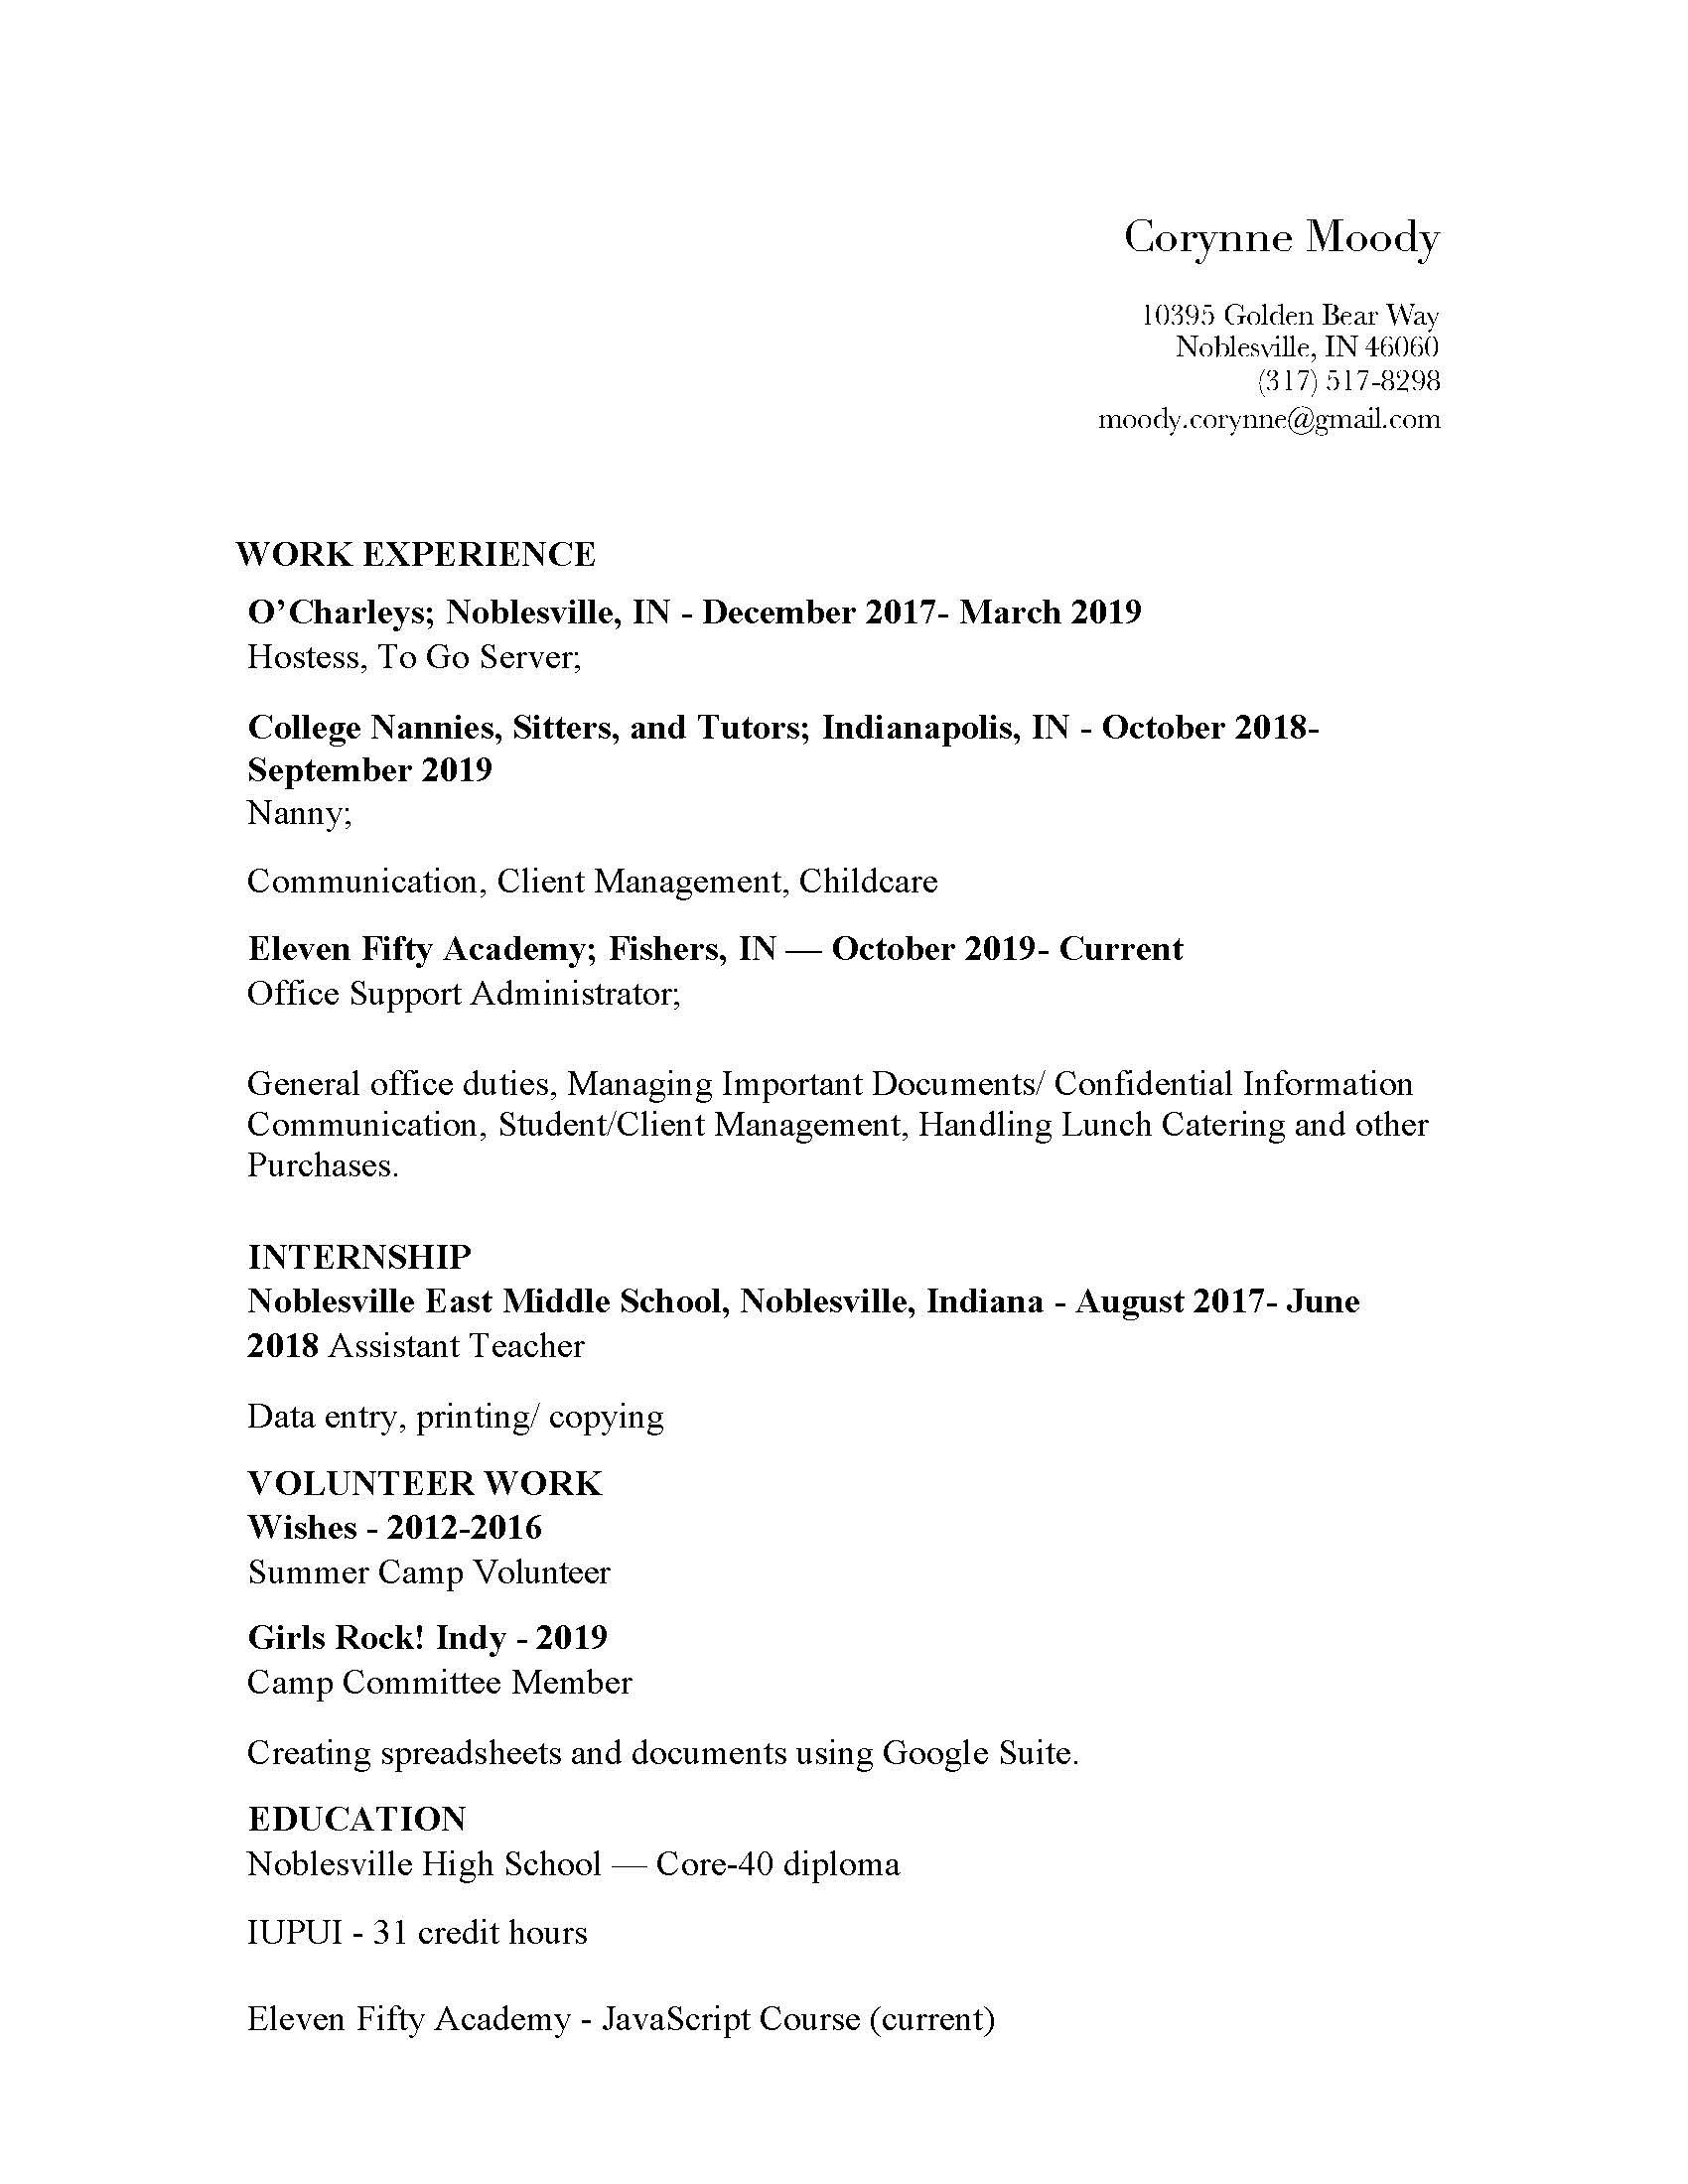 Corynne Moody
10395 Golden Bear Way
Noblesville, IN 46060
(317) 517-8298
moody.corynne@gmail.com
WORK EXPERIENCE
O’Charleys; Noblesville, IN - December 2017- March 2019
Hostess, To Go Server;
College Nannies, Sitters, and Tutors; Indianapolis, IN - October 2018-
September 2019
Nanny;
Communication, Client Management, Childcare
Eleven Fifty Academy; Fishers, IN — October 2019- Current
Office Support Administrator;
General office duties, Managing Important Documents/ Confidential Information
Communication, Student/Client Management, Handling Lunch Catering and other
Purchases.
INTERNSHIP
Noblesville East Middle School, Noblesville, Indiana - August 2017- June
2018 Assistant Teacher
Data entry, printing/ copying
VOLUNTEER WORK
Wishes - 2012-2016
Summer Camp Volunteer
Girls Rock! Indy - 2019
Camp Committee Member
Creating spreadsheets and documents using Google Suite.
EDUCATION
Noblesville High School — Core-40 diploma
IUPUI - 31 credit hours
Eleven Fifty Academy - JavaScript Course (current)